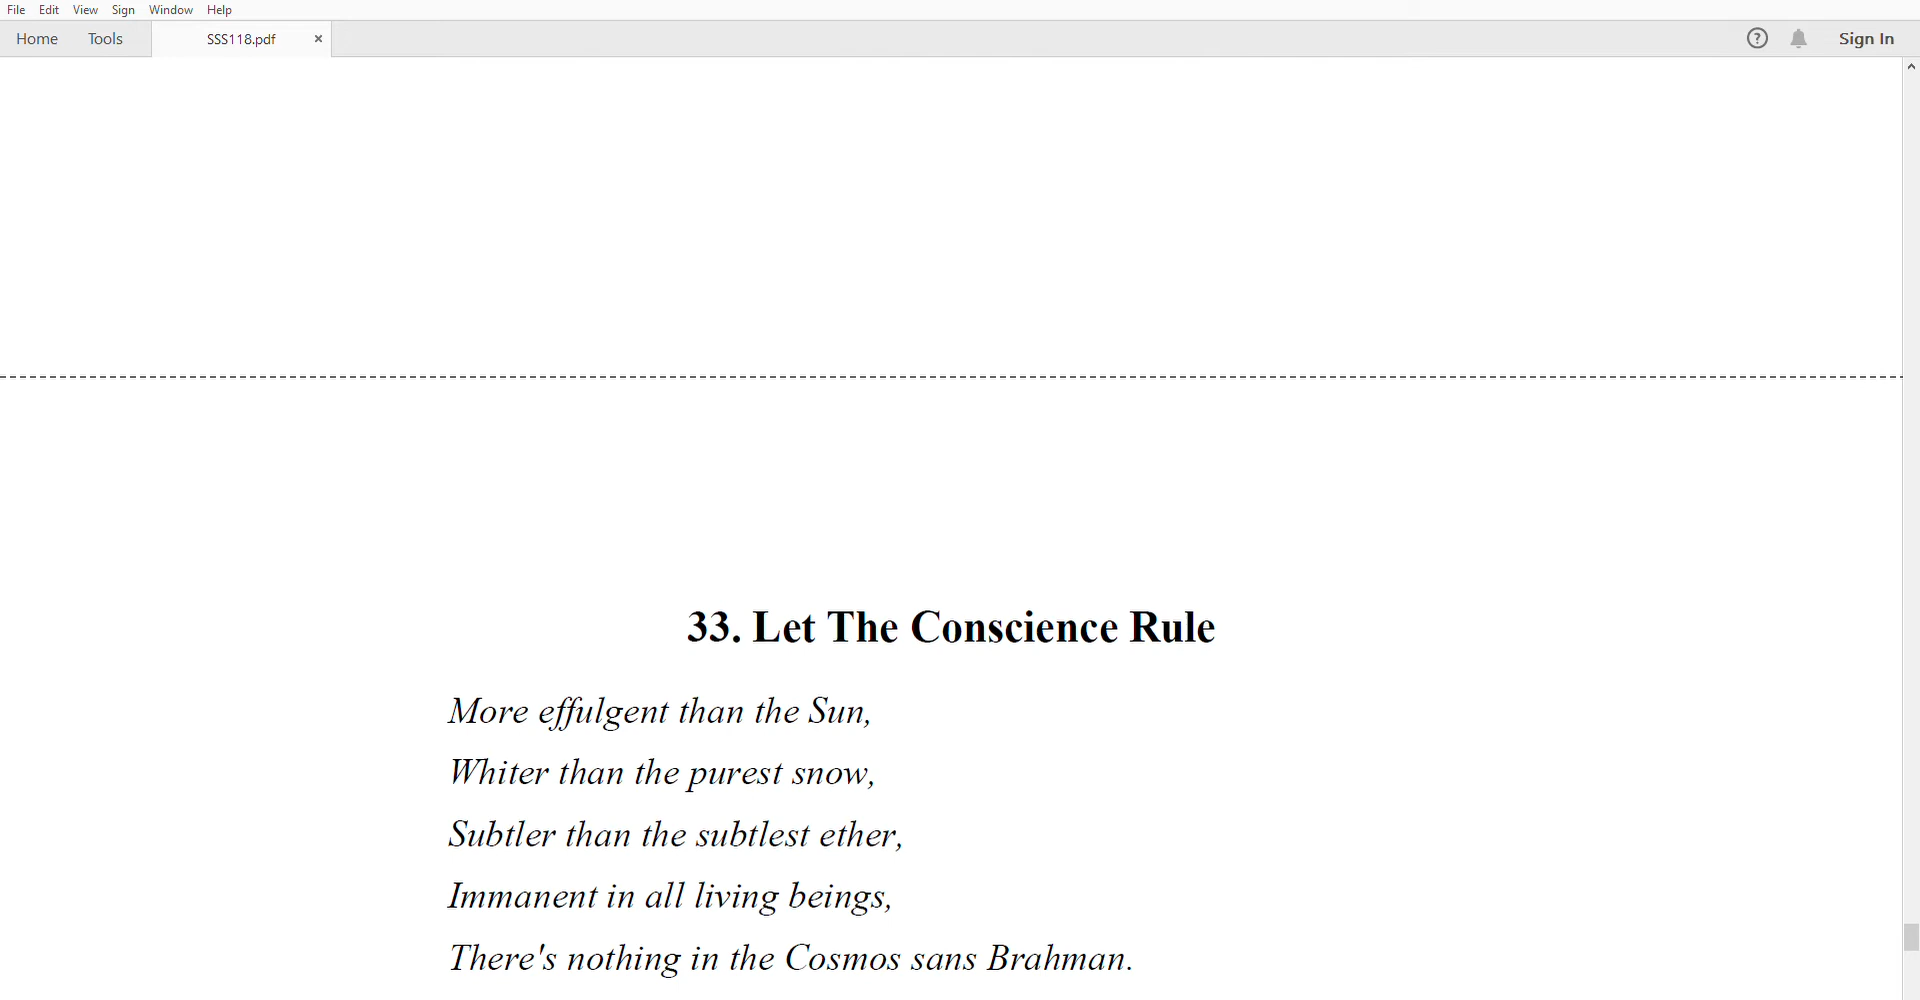 File Edit View Sign Window Help
Home Tools SSS118.pdf × ? Sign In
33. Let The Conscience Rule
More effulgent than the Sun,
Whiter than the purest snow,
Subtler than the subtlest ether,
Immanent in all living beings,
There's nothing in the Cosmos sans Brahman.